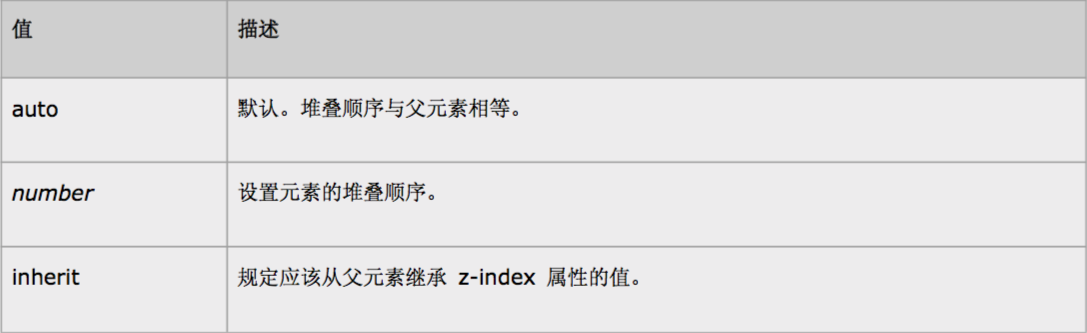 值 描述
auto 默认。堆叠顺序与父元素相等。
number 设置元素的堆叠顺序。
inherit 规定应该从父元素继承 z-index 属性的值。